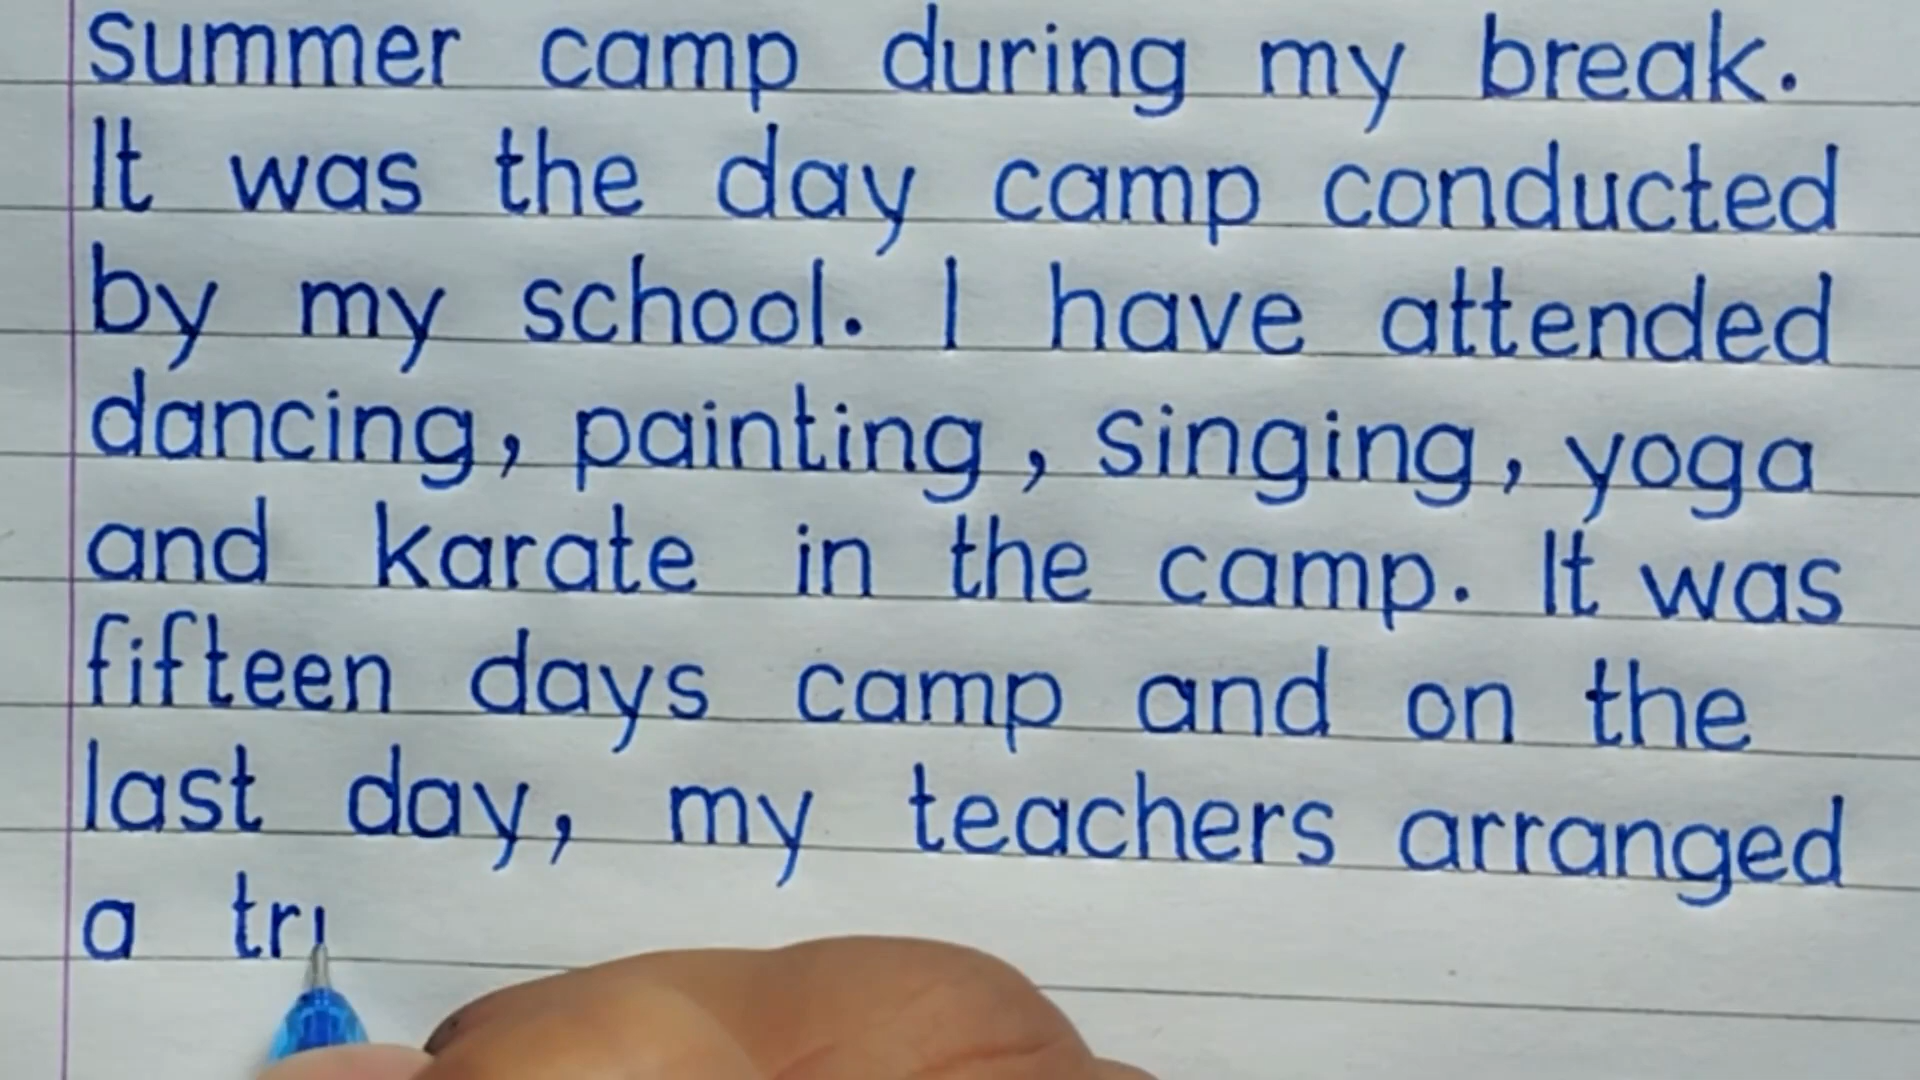 summer camp during my break.
It was the day camp conducted
by my school. I have attended
dancing, painting, singing, yoga
and karate in the camp. It was
fifteen days camp and on the
last day, my teachers arranged
a tri